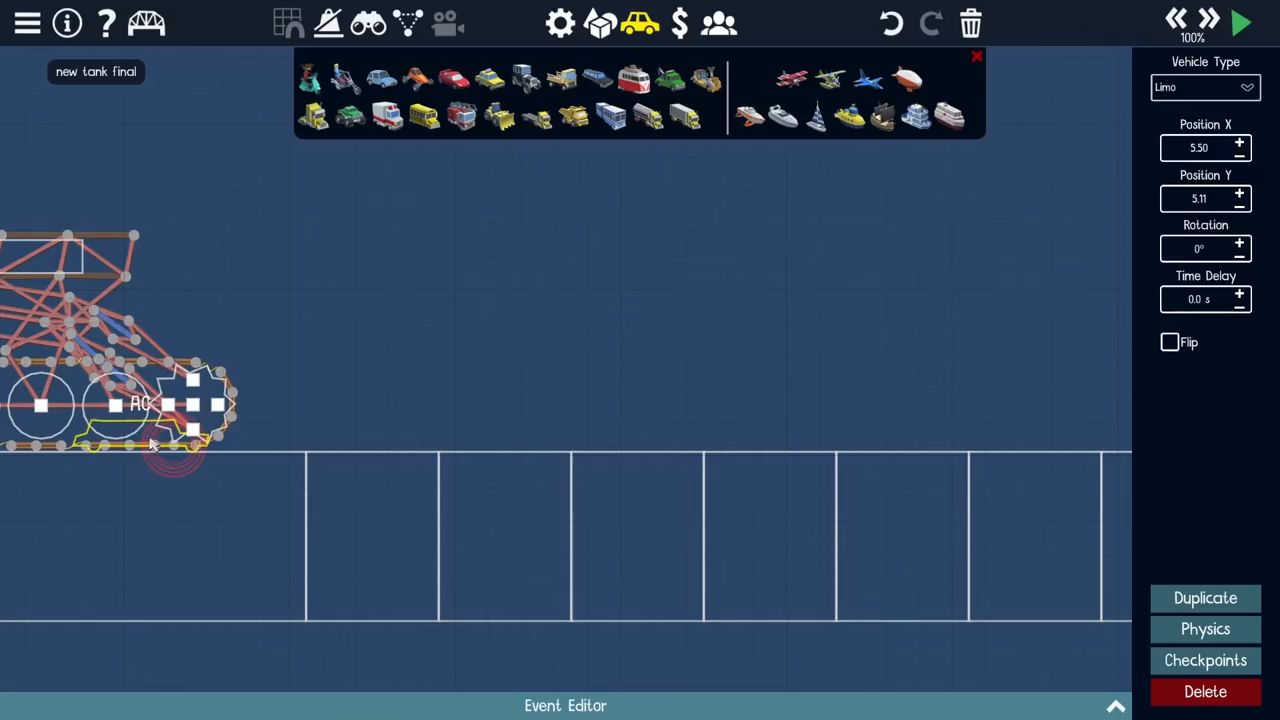 100%
new tank final
Vehicle Type
Limo
Position X
5.50
Position Y
5.11
Rotation
0°
Time Delay
0.0 s
Flip
AC
Duplicate
Physics
Checkpoints
Delete
Event Editor